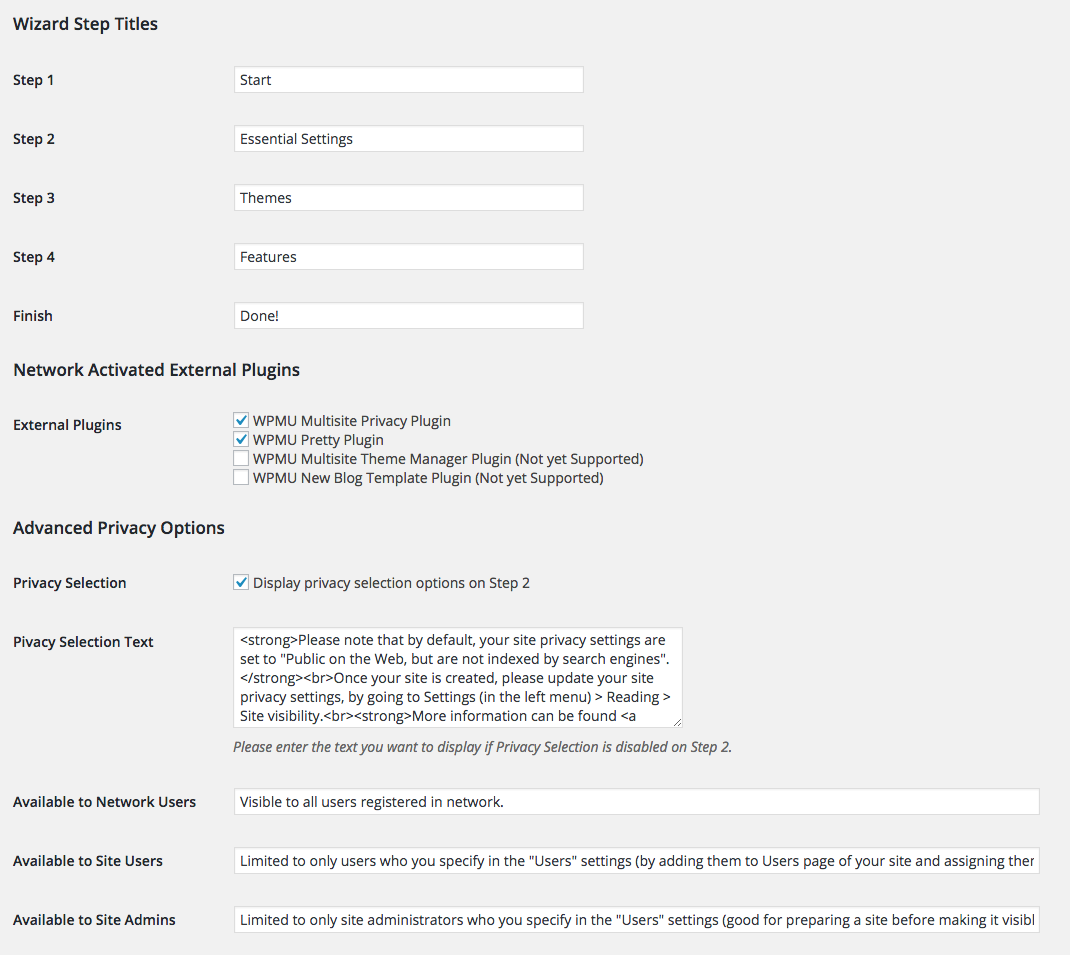 Wizard Step Titles
Step 1 Start
Step 2 Essential Settings
Step 3 Themes
Step 4 Features
Finish Done!
Network Activated External Plugins
External Plugins WPMU Multisite Privacy Plugin
WPMU Pretty Plugin
WPMU Multisite Theme Manager Plugin (Not yet Supported)
WPMU New Blog Template Plugin (Not yet Supported)
Advanced Privacy Options
Privacy Selection Display privacy selection options on Step 2
Pivacy Selection Text <strong>Please note that by default, your site privacy settings are
set to "Public on the Web, but are not indexed by search engines".
</strong><br>Once your site is created, please update your site
privacy settings, by going to Settings (in the left menu) > Reading >
Site visibility.<br><strong>More information can be found <a
Please enter the text you want to display if Privacy Selection is disabled on Step 2.
Available to Network Users Visible to all users registered in network.
Available to Site Users Limited to only users who you specify in the "Users" settings (by adding them to Users page of your site and assigning
Available to Site Admins Limited to only site administrators who you specify in the "Users" settings (good for preparing a site before making it